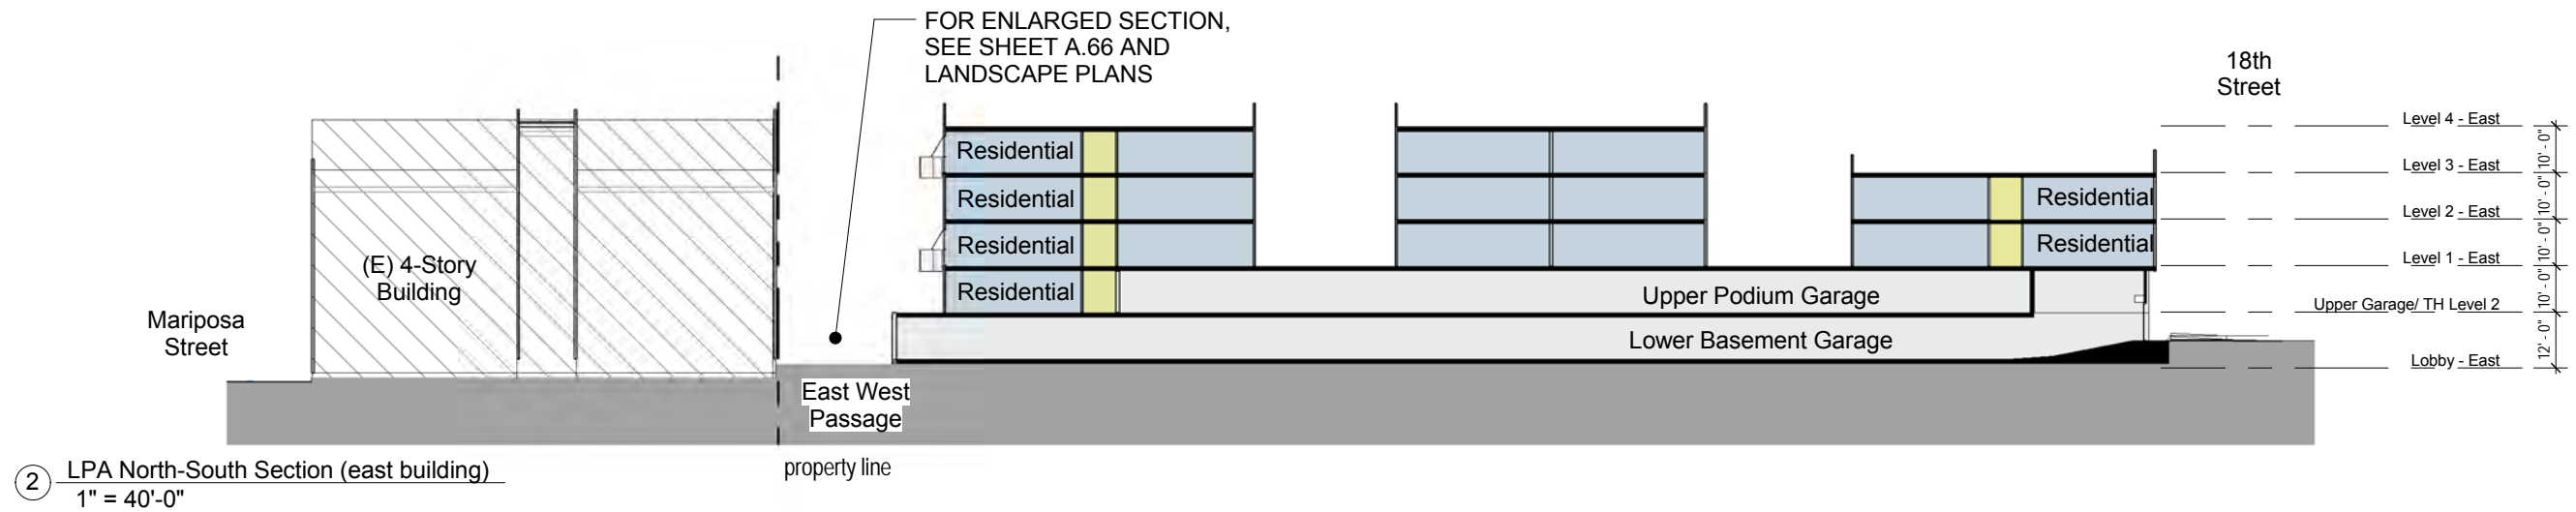 FOR ENLARGED SECTION,
SEE SHEET A.66 AND
LANDSCAPE PLANS
18th
Street
Mariposa
Street
(E) 4-Story
Building
Residential
Residential
Residential
Residential
Residential
Residential
Upper Podium Garage
Lower Basement Garage
East West
Passage
property line
Level 4 - East
Level 3 - East
Level 2 - East
Level 1 - East
Upper Garage/ TH Level 2
Lobby - East
10' - 0"
10' - 0"
10' - 0"
10' - 0"
12' - 0"
2
LPA North-South Section (east building)
1" = 40'-0"